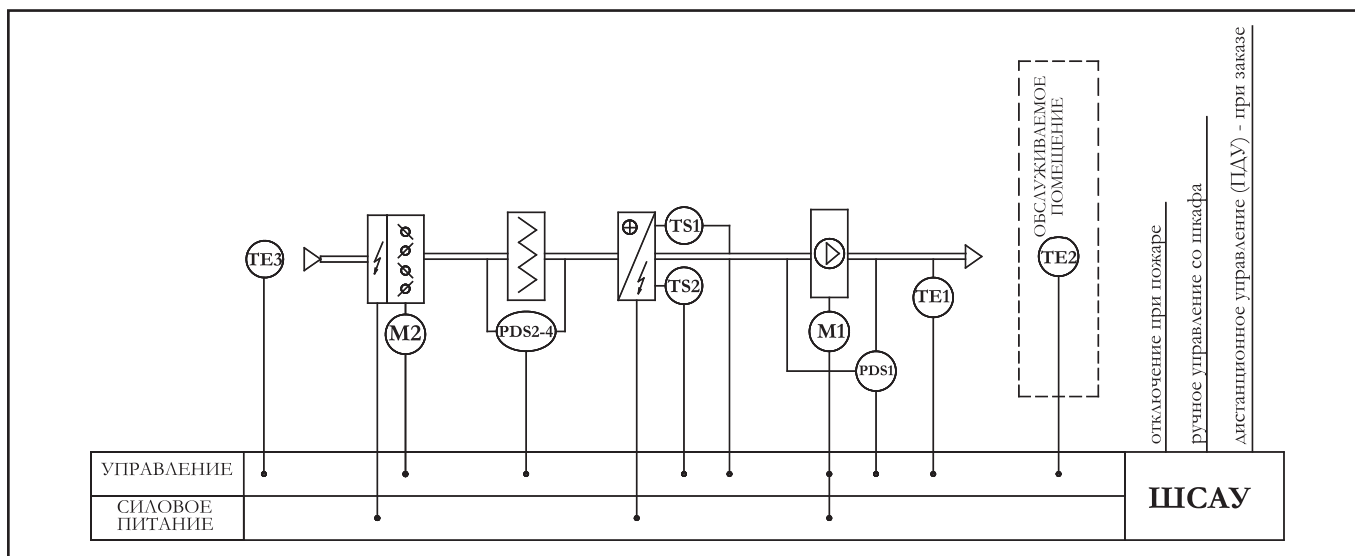 ОБСЛУЖИВАЕМОЕ
ПОМЕЩЕНИЕ
отключение при пожаре
ручное управление со шкафа
дистанционное управление (ПДУ) - при заказе
TE3
TS1
TS2
TE2
TE1
M2
PDS2-4
M1
PDS1
УПРАВЛЕНИЕ
СИЛОВОЕ
ПИТАНИЕ
ШСАУ